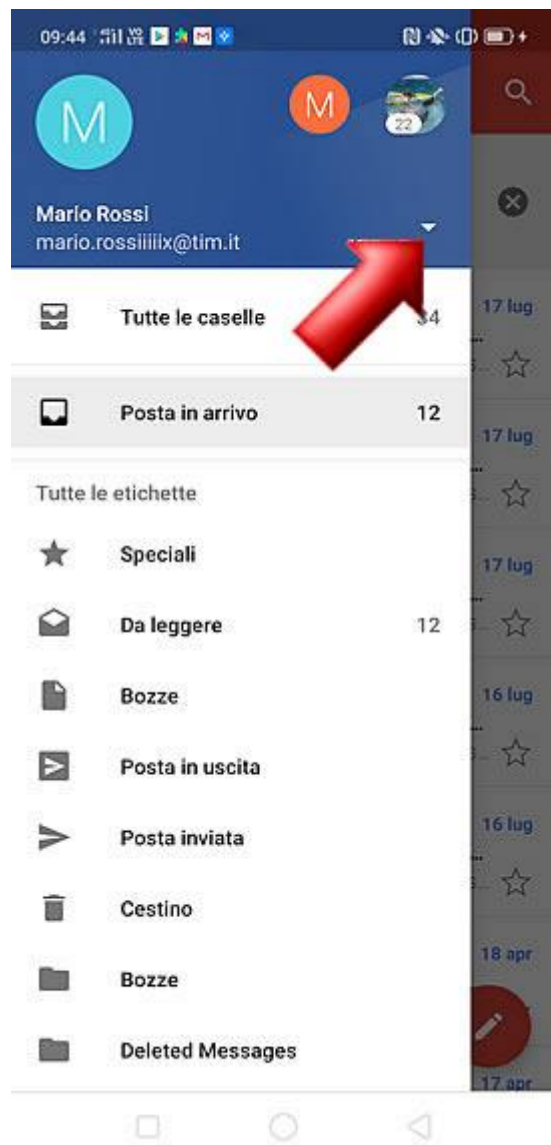 09:44
M
M
22
Mario Rossi
mario.rossiiiiix@tim.it
Tutte le caselle 34
17 lug
Posta in arrivo 12
17 lug
Tutte le etichette
Speciali
17 lug
Da leggere 12
Bozze
16 lug
Posta in uscita
Posta inviata
16 lug
Cestino
18 apr
Bozze
Deleted Messages
17 apr